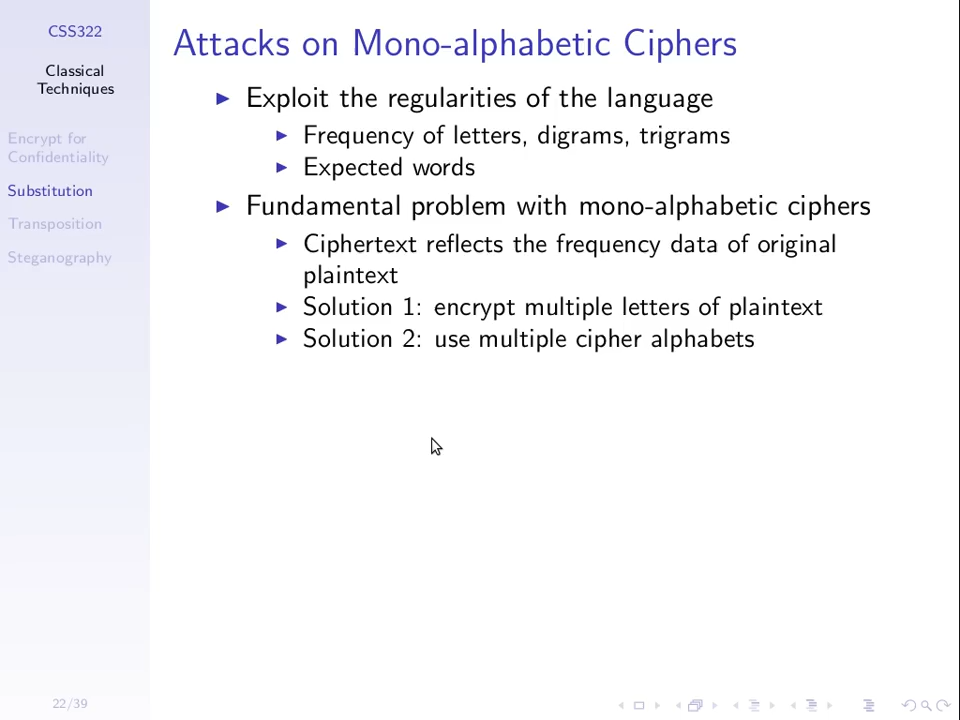 CSS322
Classical
Techniques
Encrypt for
Confidentiality
Substitution
Transposition
Steganography
22/39
Attacks on Mono-alphabetic Ciphers
Exploit the regularities of the language
Frequency of letters, digrams, trigrams
Expected words
Fundamental problem with mono-alphabetic ciphers
Ciphertext reflects the frequency data of original
plaintext
Solution 1: encrypt multiple letters of plaintext
Solution 2: use multiple cipher alphabets